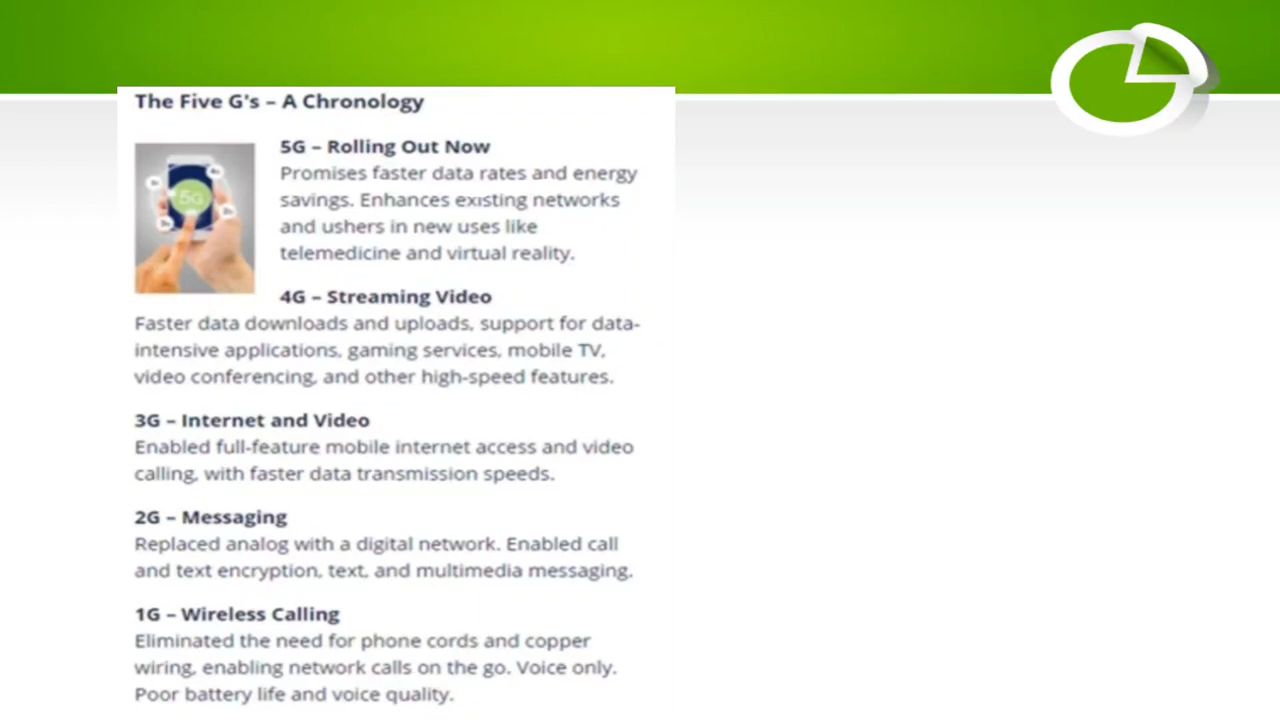 The Five G's – A Chronology
5G – Rolling Out Now
Promises faster data rates and energy
savings. Enhances existing networks
and ushers in new uses like
telemedicine and virtual reality.
5G
4G – Streaming Video
Faster data downloads and uploads, support for data-
intensive applications, gaming services, mobile TV,
video conferencing, and other high-speed features.
3G – Internet and Video
Enabled full-feature mobile internet access and video
calling, with faster data transmission speeds.
2G – Messaging
Replaced analog with a digital network. Enabled call
and text encryption, text, and multimedia messaging.
1G – Wireless Calling
Eliminated the need for phone cords and copper
wiring, enabling network calls on the go. Voice only.
Poor battery life and voice quality.